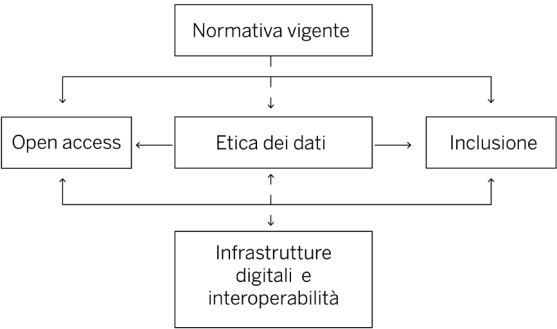 Normativa vigente
Open access
Etica dei dati
Inclusione
Infrastrutture
digitali e
interoperabilità